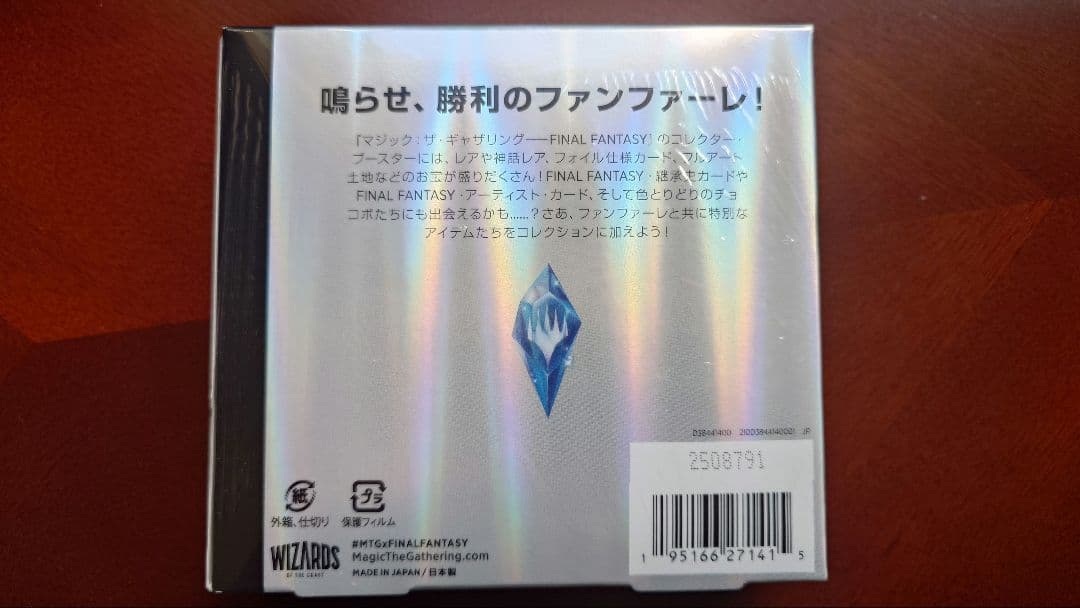 鳴らせ、勝利のファンファーレ！
『マジック：ザ・ギャザリング——FINAL FANTASY』のコレクター・
ブースターには、レアや神話レア、フォイル仕様カード、フルアート
土地などのお宝が盛りだくさん！FINAL FANTASY・継承史カードや
FINAL FANTASY・アーティスト・カード、そして色とりどりのチョ
コボたちにも出会えるかも……？さあ、ファンファーレと共に特別な
アイテムたちをコレクションに加えよう！
D38441400 21003844140001 JP
2508791
紙
プラ
外箱、仕切り 保護フィルム
WIZARDS
OF THE COAST
#MTGxFINALFANTASY
MagicTheGathering.com
MADE IN JAPAN / 日本製
1 95166 27141 5